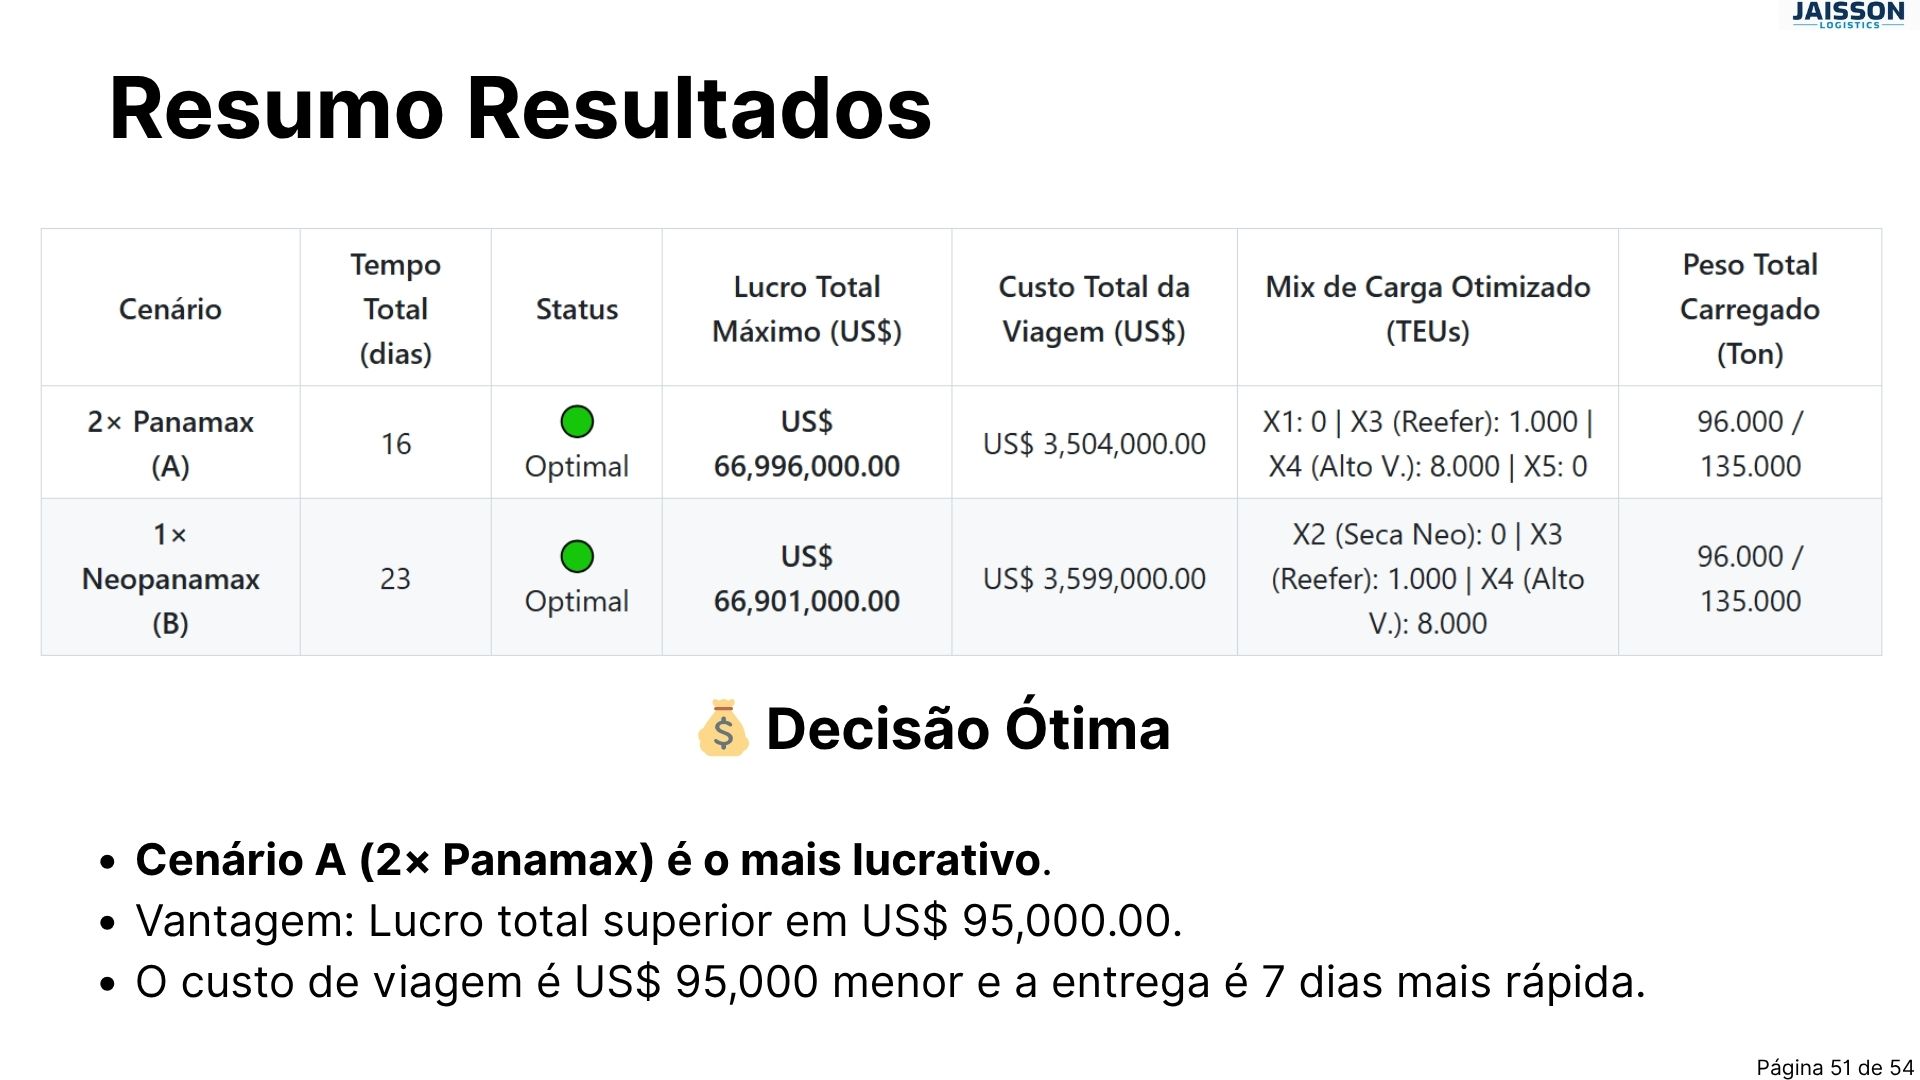 JAISSON
LOGISTICS
Resumo Resultados
Cenário
Tempo
Total
(dias)
Status
Lucro Total
Máximo (US$)
Custo Total da
Viagem (US$)
Mix de Carga Otimizado
(TEUs)
Peso Total
Carregado
(Ton)
2× Panamax
(A)
16
Optimal
US$
66,996,000.00
US$ 3,504,000.00
X1: 0 | X3 (Reefer): 1.000 |
X4 (Alto V.): 8.000 | X5: 0
96.000 /
135.000
1×
Neopanamax
(B)
23
Optimal
US$
66,901,000.00
US$ 3,599,000.00
X2 (Seca Neo): 0 | X3
(Reefer): 1.000 | X4 (Alto
V.): 8.000
96.000 /
135.000
Decisão Ótima
• Cenário A (2× Panamax) é o mais lucrativo.
• Vantagem: Lucro total superior em US$ 95,000.00.
• O custo de viagem é US$ 95,000 menor e a entrega é 7 dias mais rápida.
Página 51 de 54